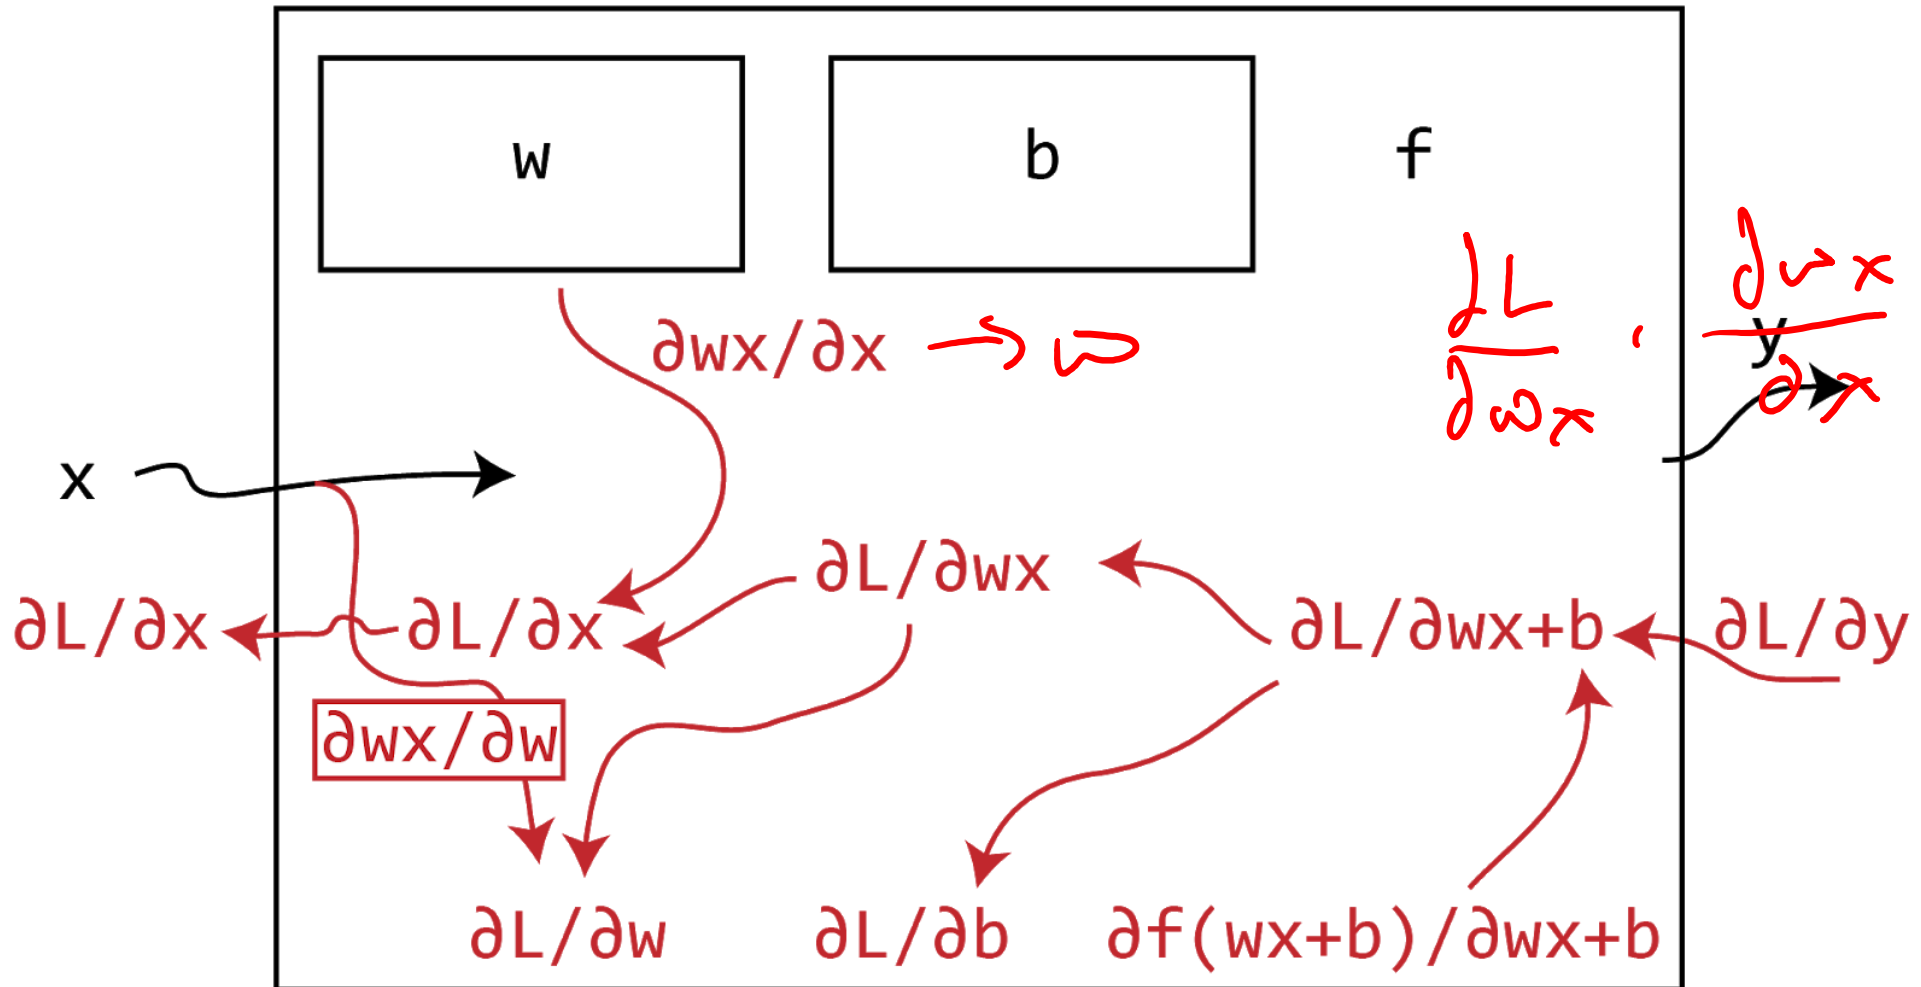 w b f
∂wx/∂x → w ∂L/∂wx · ∂wx/∂x
y
x
∂L/∂wx
∂L/∂x ∂L/∂x ∂L/∂wx+b ∂L/∂y
∂wx/∂w
∂L/∂w ∂L/∂b ∂f(wx+b)/∂wx+b